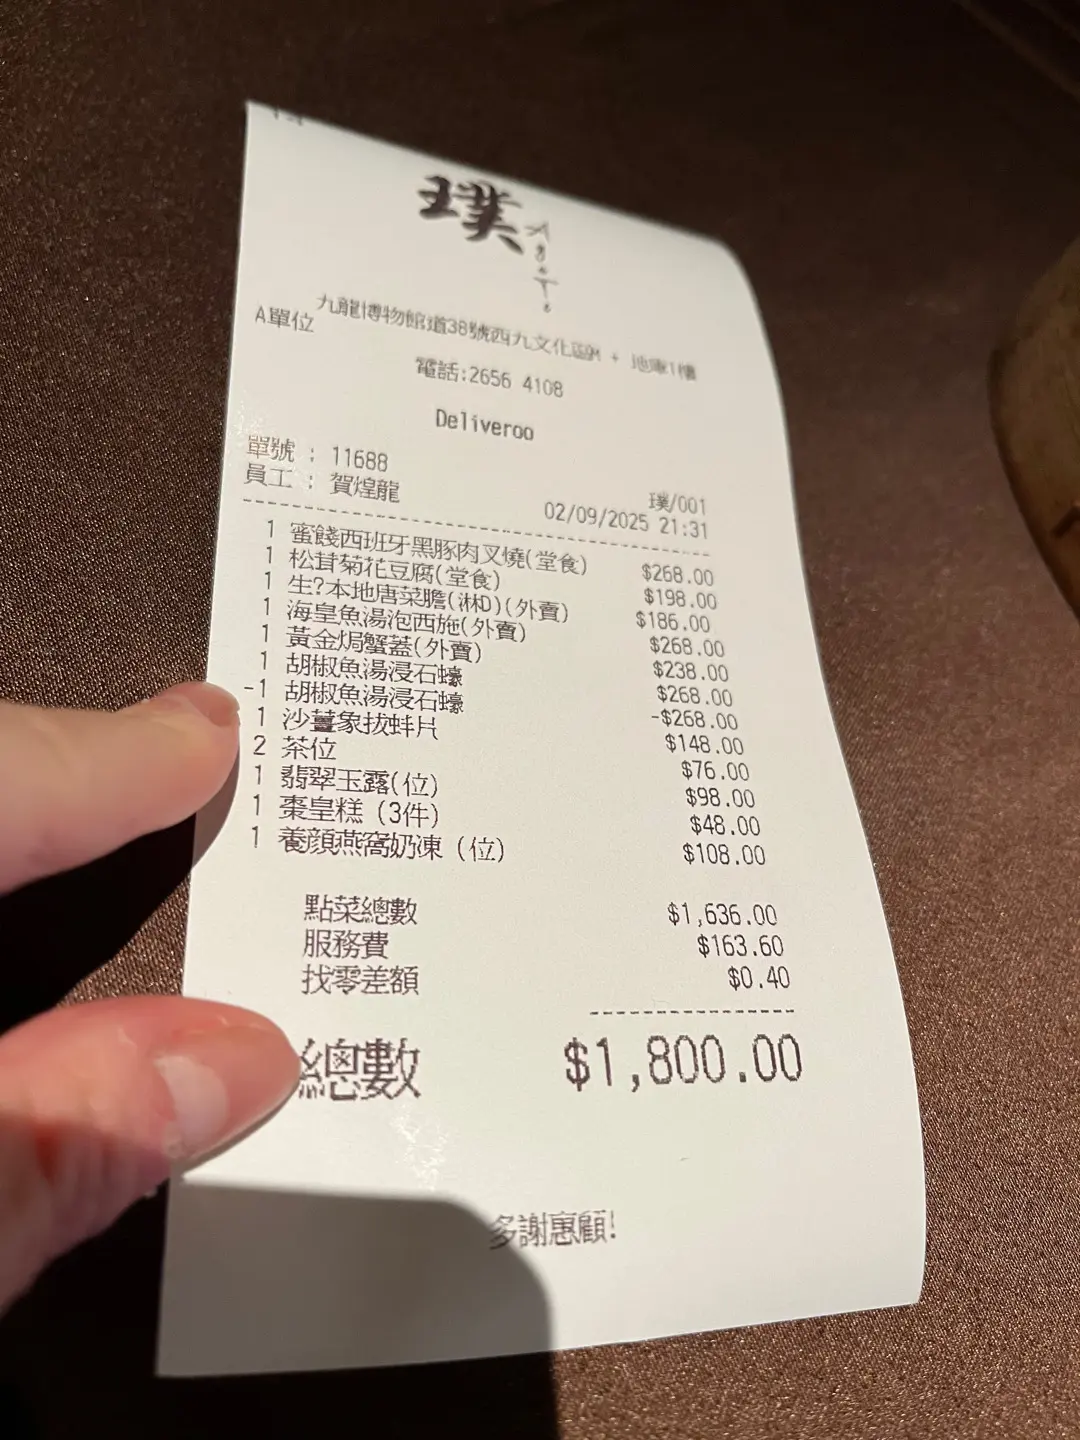 璞
九龍博物館道38號西九文化區M + 地庫1樓
A單位
電話:2656 4108
Deliveroo
單號 : 11688
員工 : 賀煌龍
璞/001
02/09/2025 21:31
1 蜜餞西班牙黑豚肉叉燒(堂食) $268.00
1 松茸菊花豆腐(堂食) $198.00
1 生?本地唐菜膽(淋D)(外賣) $186.00
1 海皇魚湯泡西施(外賣) $268.00
1 黃金焗蟹蓋(外賣) $238.00
1 胡椒魚湯浸石蠔 $268.00
-1 胡椒魚湯浸石蠔 -$268.00
1 沙薑象拔蚌片 $148.00
2 茶位 $76.00
1 翡翠玉露(位) $98.00
1 棗皇糕 (3件) $48.00
1 養顏燕窩奶凍 (位) $108.00
點菜總數 $1,636.00
服務費 $163.60
找零差額 $0.40
總數 $1,800.00
多謝惠顧!